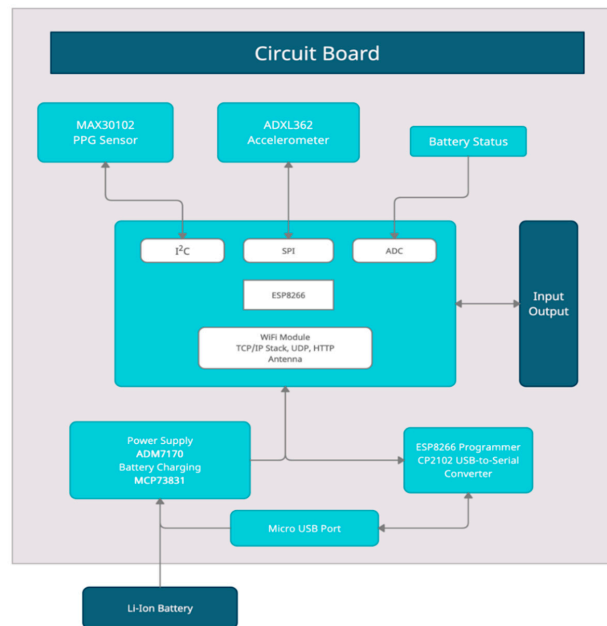 Circuit Board
MAX30102
PPG Sensor
ADXL362
Accelerometer
Battery Status
I²C
SPI
ADC
ESP8266
WiFi Module
TCP/IP Stack, UDP, HTTP
Antenna
Input
Output
Power Supply
ADM7170
Battery Charging
MCP73831
ESP8266 Programmer
CP2102 USB-to-Serial
Converter
Micro USB Port
Li-Ion Battery